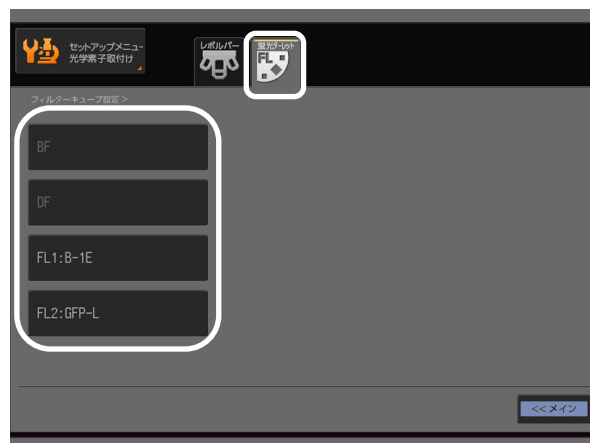 セットアップメニュー
光学素子取付け
レボルバー
蛍光ターレット
FL
フィルターキューブ設定 >
BF
DF
FL1:B-1E
FL2:GFP-L
<< メイン